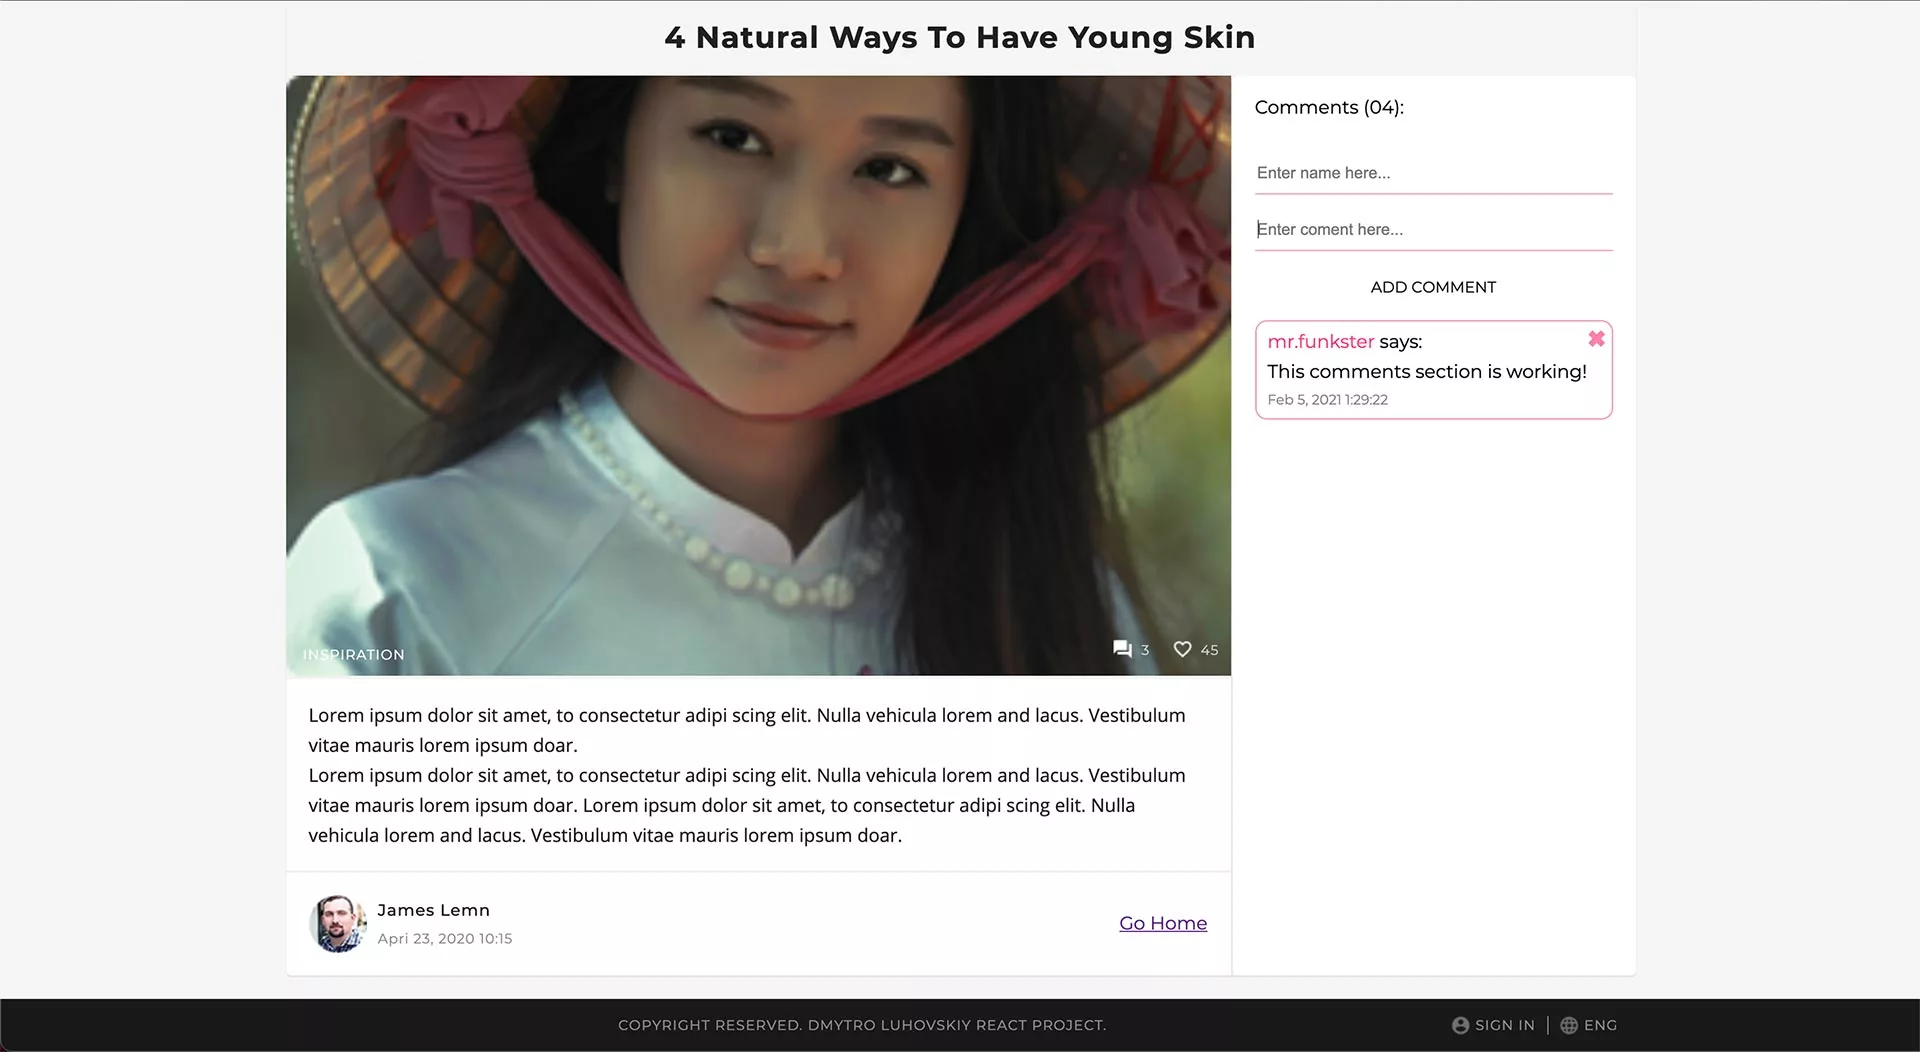 4 Natural Ways To Have Young Skin
INSPIRATION
3
45
Lorem ipsum dolor sit amet, to consectetur adipi scing elit. Nulla vehicula lorem and lacus. Vestibulum
vitae mauris lorem ipsum doar.
Lorem ipsum dolor sit amet, to consectetur adipi scing elit. Nulla vehicula lorem and lacus. Vestibulum
vitae mauris lorem ipsum doar. Lorem ipsum dolor sit amet, to consectetur adipi scing elit. Nulla
vehicula lorem and lacus. Vestibulum vitae mauris lorem ipsum doar.
James Lemn
Apri 23, 2020 10:15
Go Home
Comments (04):
Enter name here...
Enter coment here...
ADD COMMENT
mr.funkster says:
This comments section is working!
Feb 5, 2021 1:29:22
COPYRIGHT RESERVED. DMYTRO LUHOVSKIY REACT PROJECT.
SIGN IN
ENG